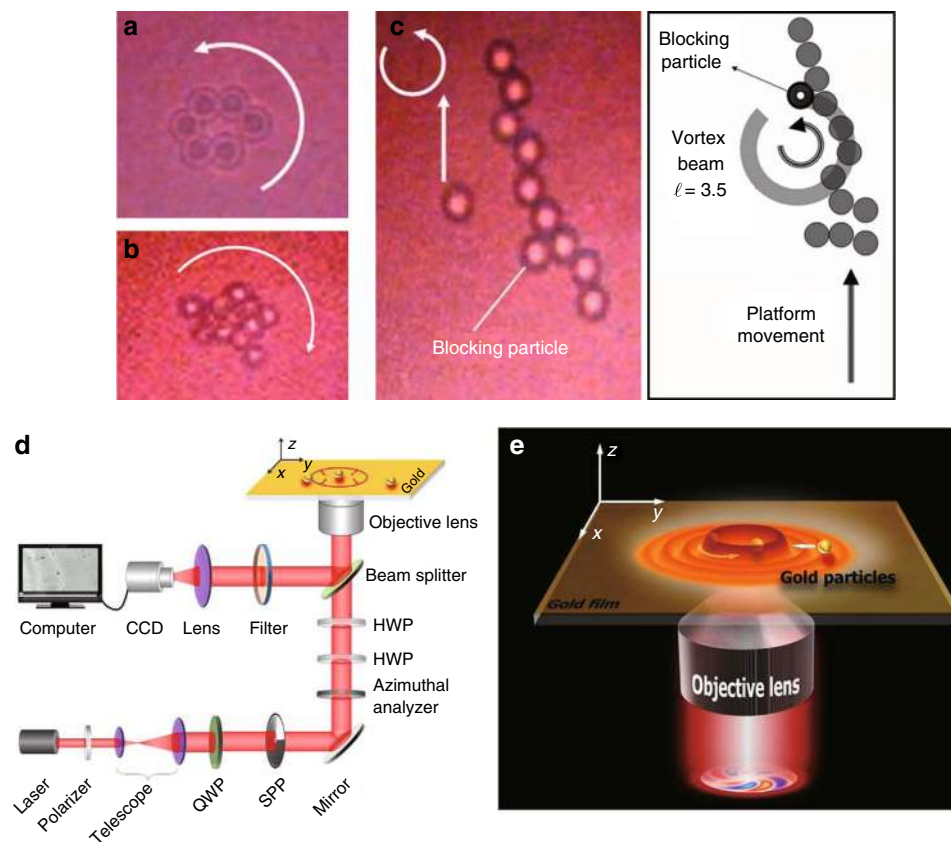 a
b
c
Blocking particle
Blocking
particle
Vortex
beam
ℓ = 3.5
Platform
movement
d
z
y
x
Gold
Objective lens
Beam splitter
Computer
CCD
Lens
Filter
HWP
HWP
Azimuthal
analyzer
Laser
Polarizer
Telescope
QWP
SPP
Mirror
e
z
y
x
Gold particles
Gold film
Objective lens